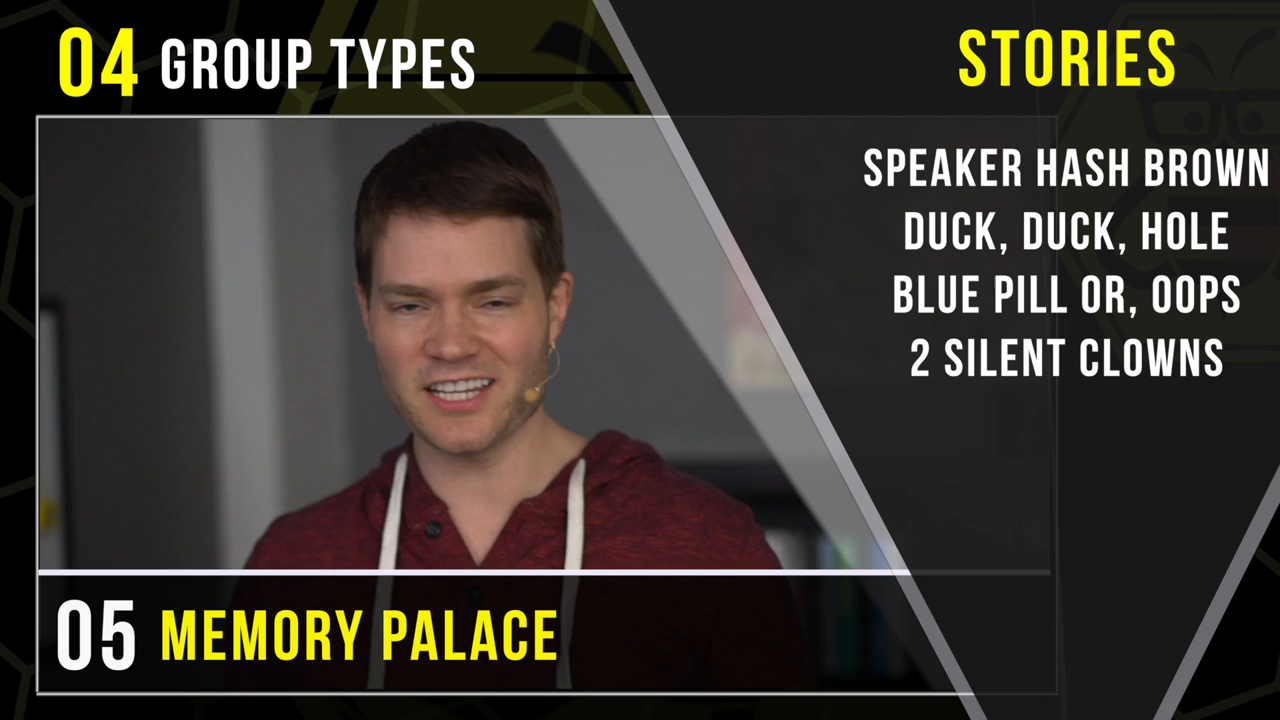 04 GROUP TYPES
STORIES
SPEAKER HASH BROWN
DUCK, DUCK, HOLE
BLUE PILL OR, OOPS
2 SILENT CLOWNS
05 MEMORY PALACE